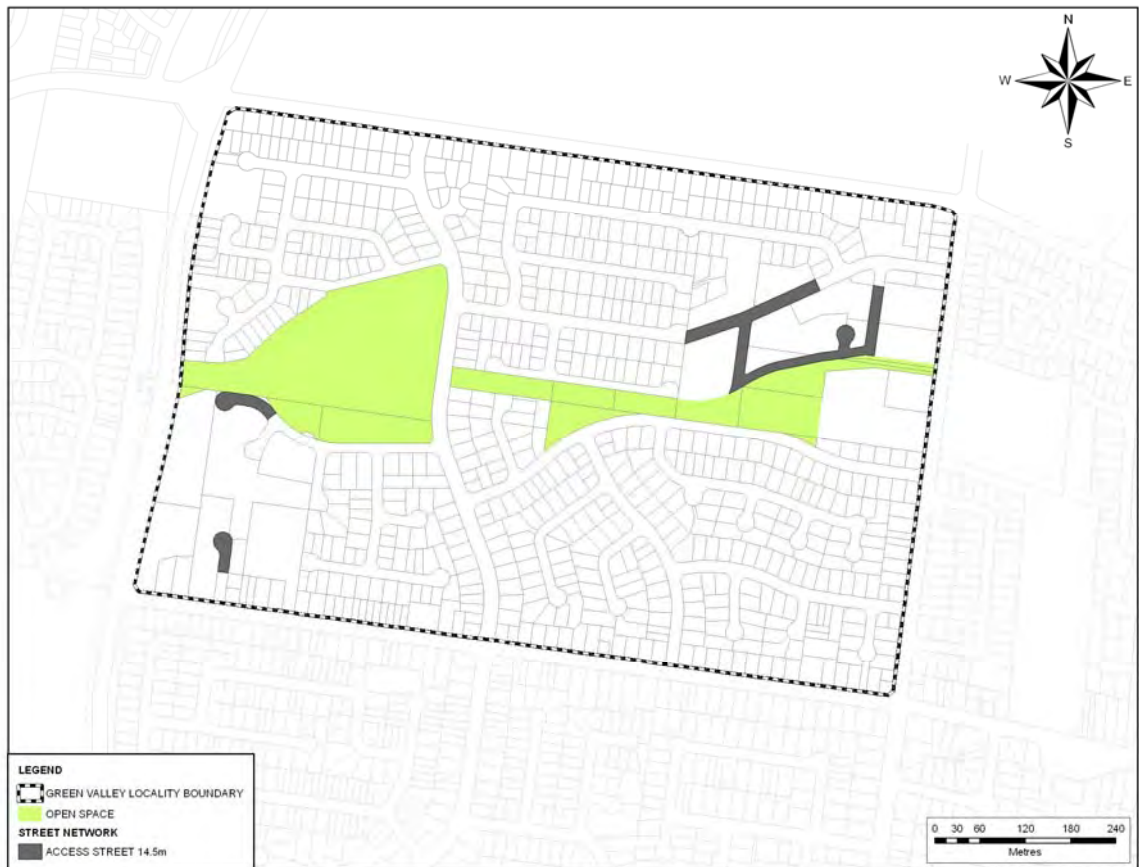 N
W E
S
LEGEND
GREEN VALLEY LOCALITY BOUNDARY
OPEN SPACE
STREET NETWORK
ACCESS STREET 14.5m
0 30 60 120 180 240
Metres